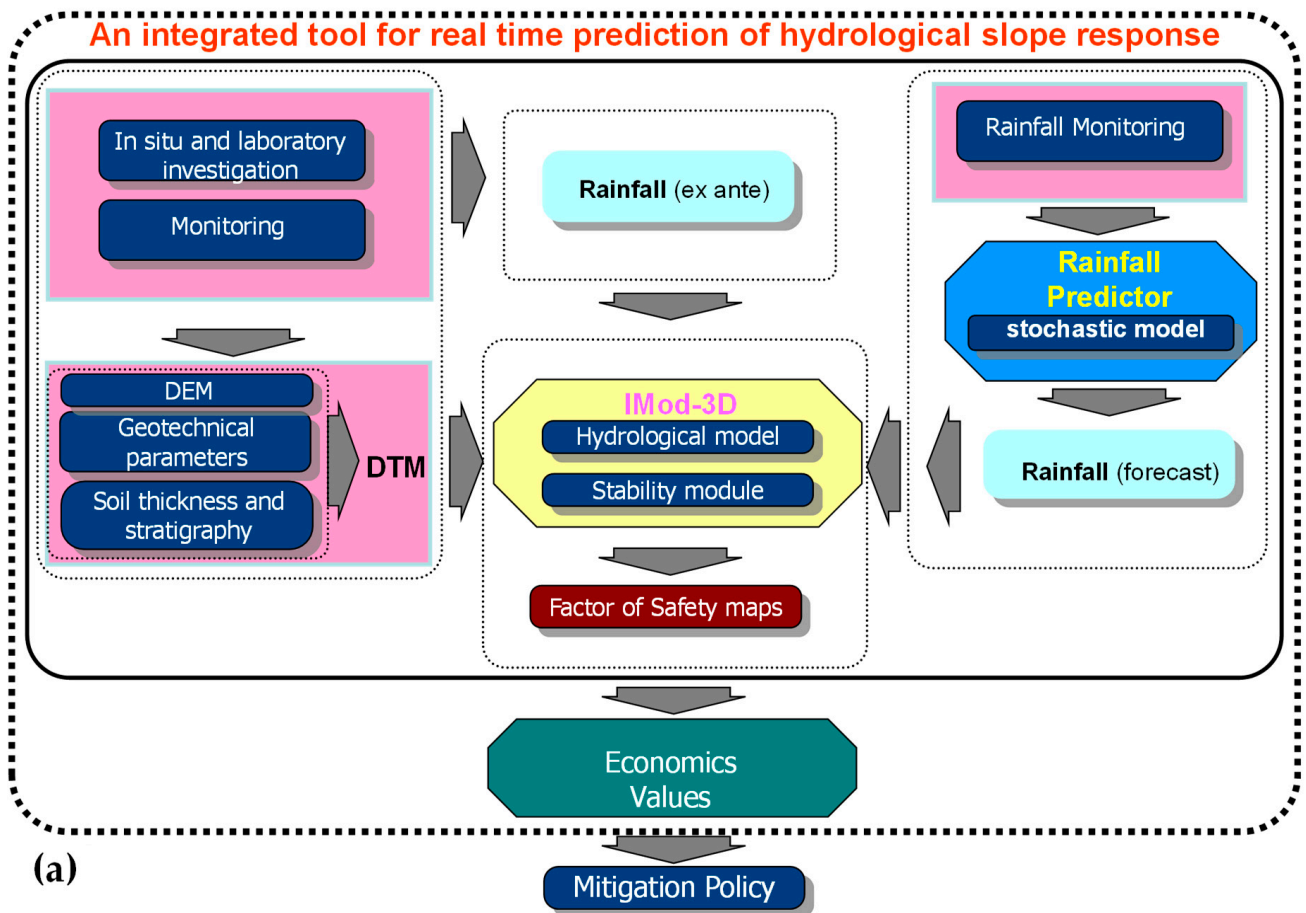 An integrated tool for real time prediction of hydrological slope response
In situ and laboratory
investigation
Monitoring
Rainfall (ex ante)
Rainfall Monitoring
Rainfall
Predictor
stochastic model
DEM
Geotechnical
parameters
Soil thickness and
stratigraphy
DTM
IMod-3D
Hydrological model
Stability module
Rainfall (forecast)
Factor of Safety maps
Economics
Values
(a)
Mitigation Policy